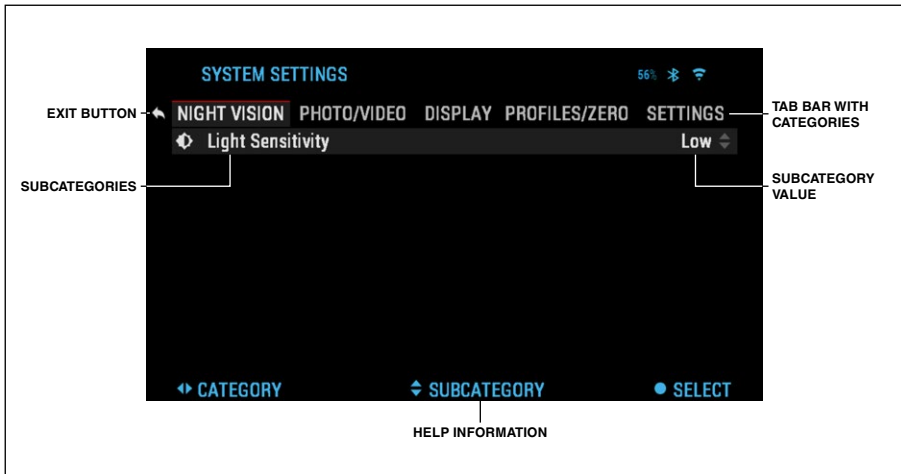 SYSTEM SETTINGS 56%
EXIT BUTTON NIGHT VISION PHOTO/VIDEO DISPLAY PROFILES/ZERO SETTINGS TAB BAR WITH
CATEGORIES
Light Sensitivity Low
SUBCATEGORIES
SUBCATEGORY
VALUE
CATEGORY SUBCATEGORY SELECT
HELP INFORMATION